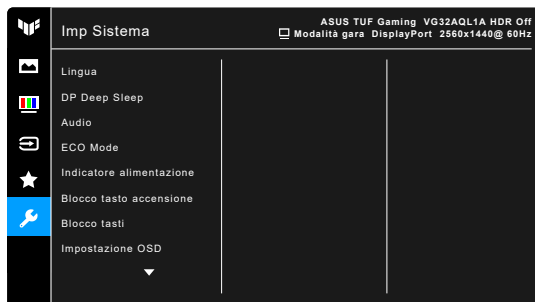 Imp Sistema
ASUS TUF Gaming VG32AQL1A HDR Off
Modalità gara DisplayPort 2560x1440@ 60Hz
Lingua
DP Deep Sleep
Audio
ECO Mode
Indicatore alimentazione
Blocco tasto accensione
Blocco tasti
Impostazione OSD